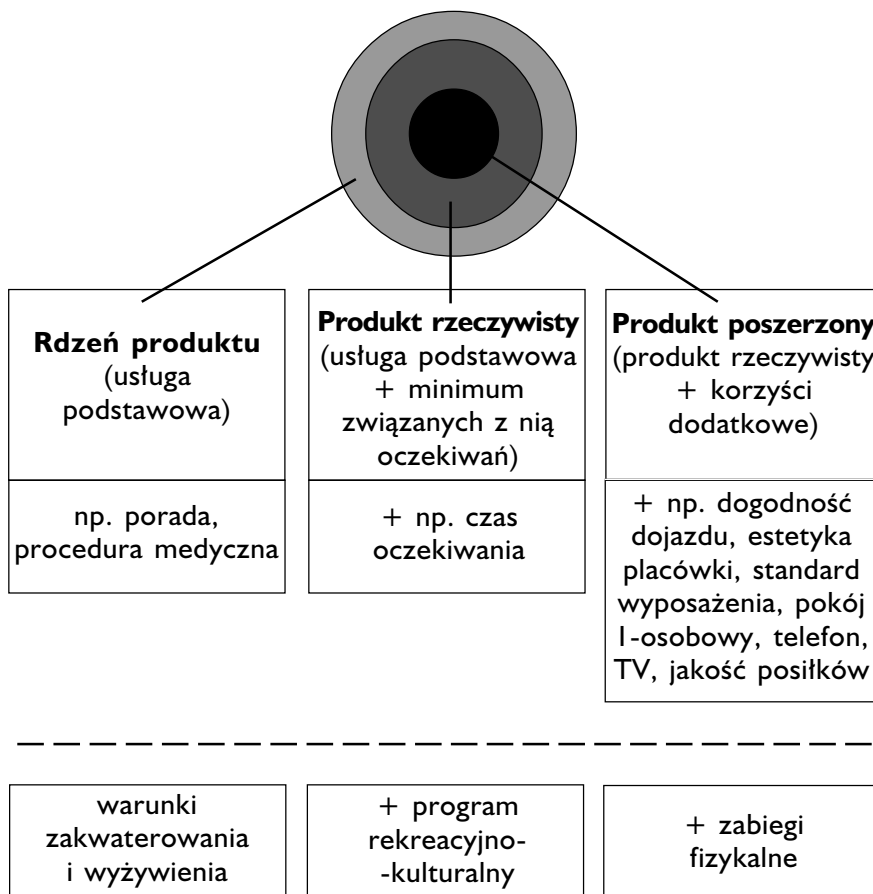 Rdzeń produktu
(usługa
podstawowa)
Produkt rzeczywisty
(usługa podstawowa
+ minimum
związanych z nią
oczekiwań)
Produkt poszerzony
(produkt rzeczywisty
+ korzyści
dodatkowe)
np. porada,
procedura medyczna
+ np. czas
oczekiwania
+ np. dogodność
dojazdu, estetyka
placówki, standard
wyposażenia, pokój
1-osobowy, telefon,
TV, jakość posiłków
warunki
zakwaterowania
i wyżywienia
+ program
rekreacyjno-
-kulturalny
+ zabiegi
fizykalne